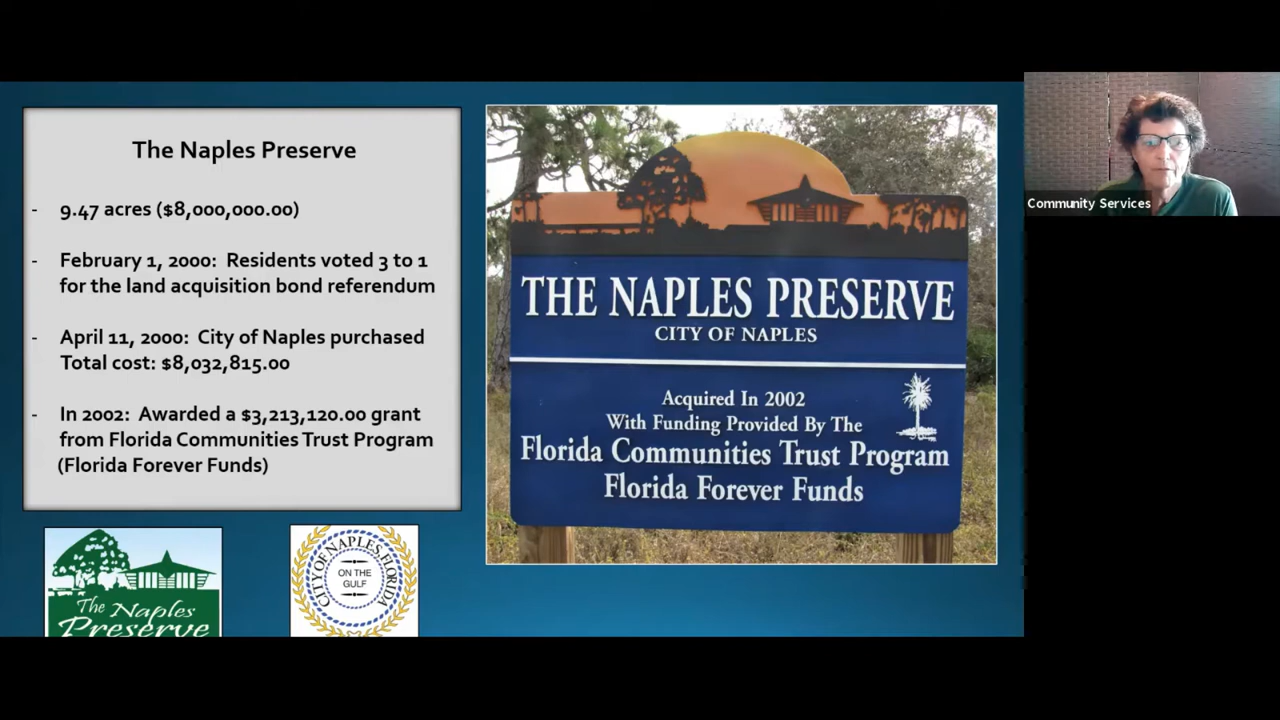 The Naples Preserve
- 9.47 acres ($8,000,000.00)
- February 1, 2000: Residents voted 3 to 1
for the land acquisition bond referendum
- April 11, 2000: City of Naples purchased
Total cost: $8,032,815.00
- In 2002: Awarded a $3,213,120.00 grant
from Florida Communities Trust Program
(Florida Forever Funds)
The Naples
Preserve
CITY OF NAPLES, FLORIDA
ON THE
GULF
THE NAPLES PRESERVE
CITY OF NAPLES
Acquired In 2002
With Funding Provided By The
Florida Communities Trust Program
Florida Forever Funds
Community Services